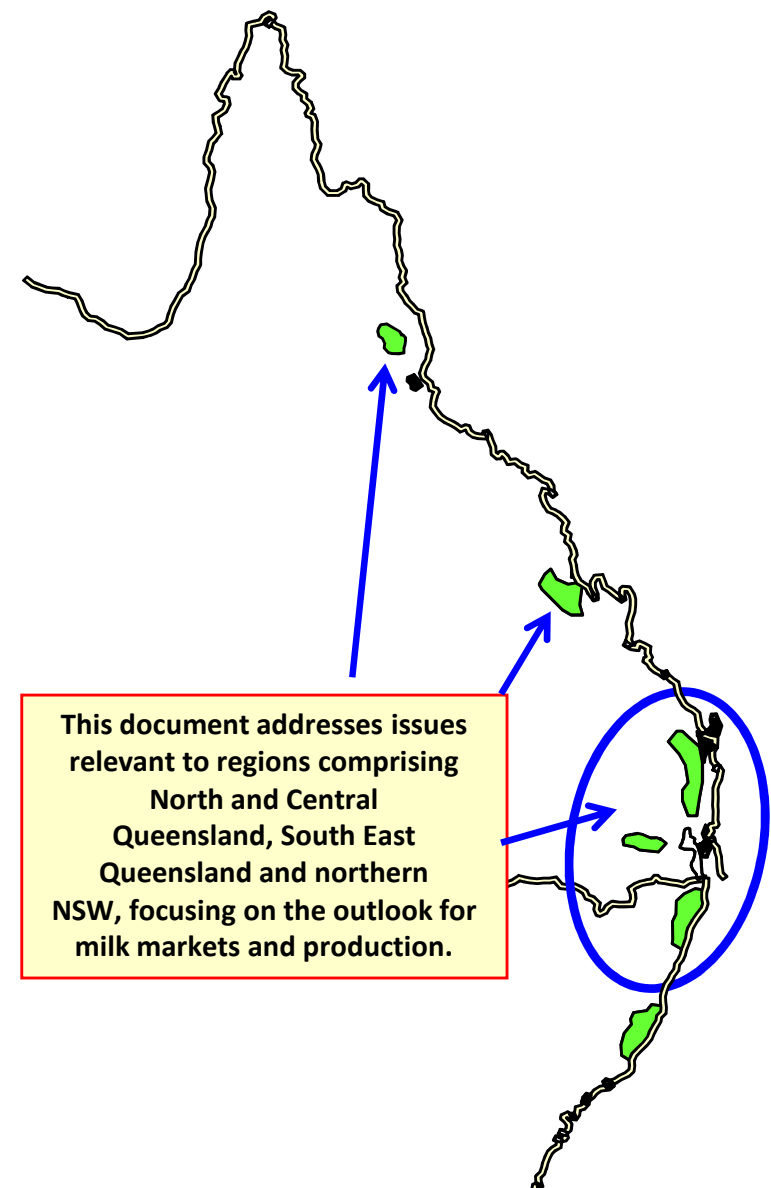 This document addresses issues
relevant to regions comprising
North and Central
Queensland, South East
Queensland and northern
NSW, focusing on the outlook for
milk markets and production.